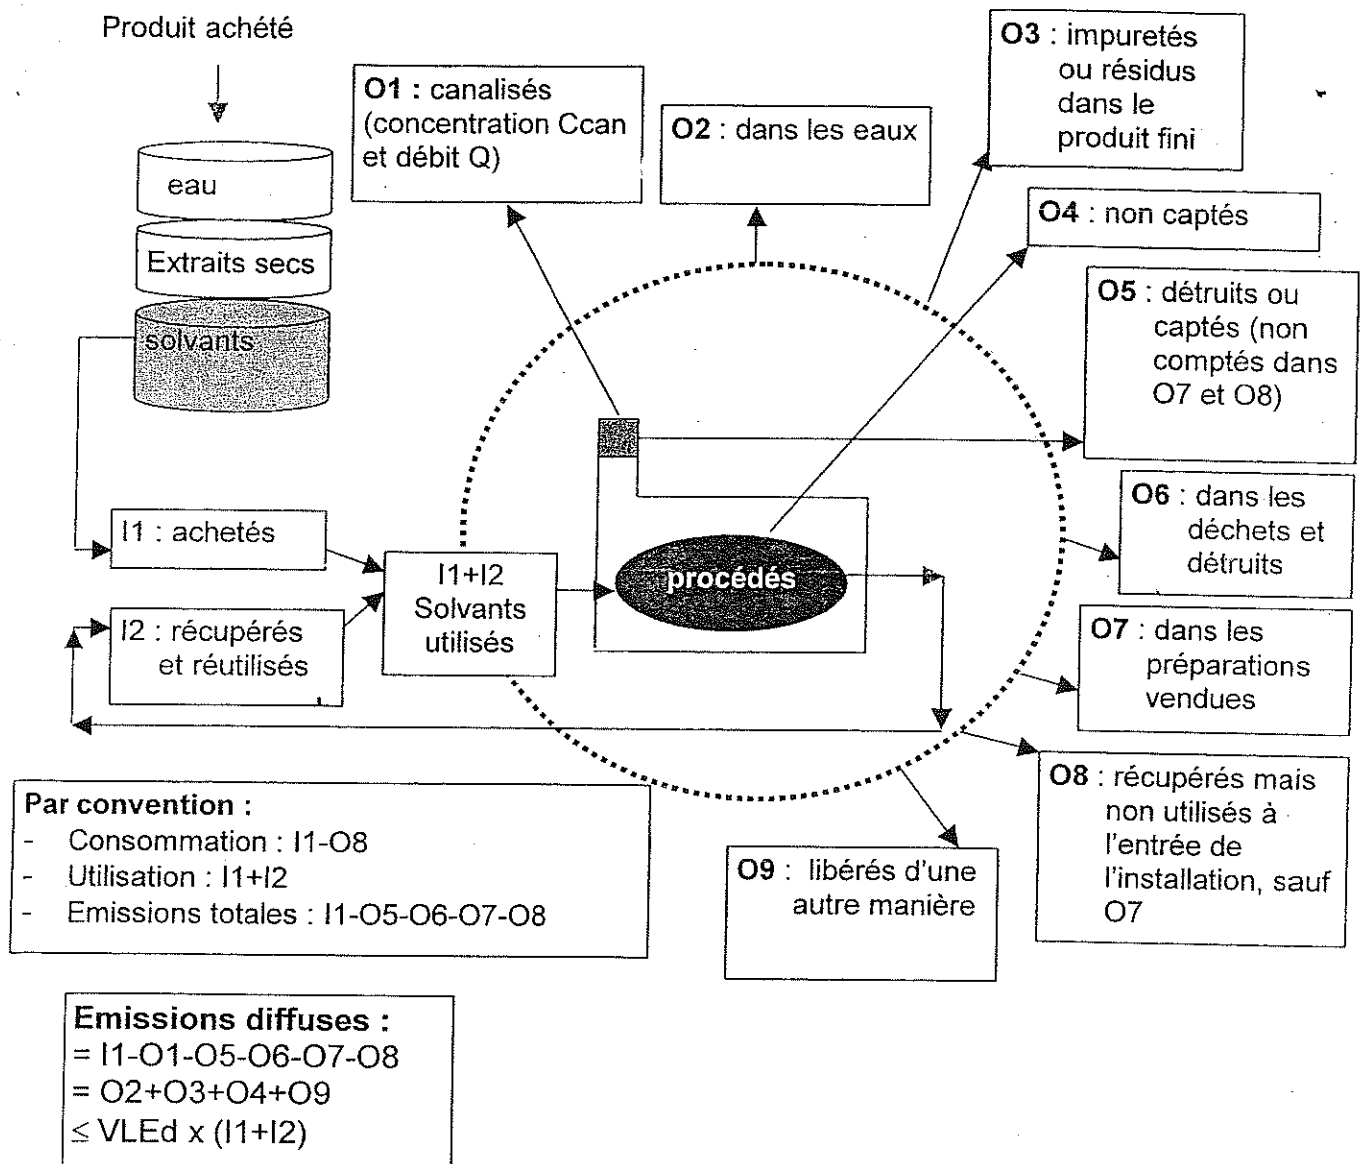 Produit achété
eau
Extraits secs
solvants
O1 : canalisés
(concentration Ccan
et débit Q)
O2 : dans les eaux
O3 : impuretés
ou résidus
dans le
produit fini
O4 : non captés
O5 : détruits ou
captés (non
comptés dans
O7 et O8)
O6 : dans les
déchets et
détruits
O7 : dans les
préparations
vendues
O8 : récupérés mais
non utilisés à
l'entrée de
l'installation, sauf
O7
O9 : libérés d'une
autre manière
I1 : achetés
I2 : récupérés
et réutilisés
I1+I2
Solvants
utilisés
procédés
Par convention :
- Consommation : I1-O8
- Utilisation : I1+I2
- Emissions totales : I1-O5-O6-O7-O8
Emissions diffuses :
= I1-O1-O5-O6-O7-O8
= O2+O3+O4+O9
≤ VLEd x (I1+I2)